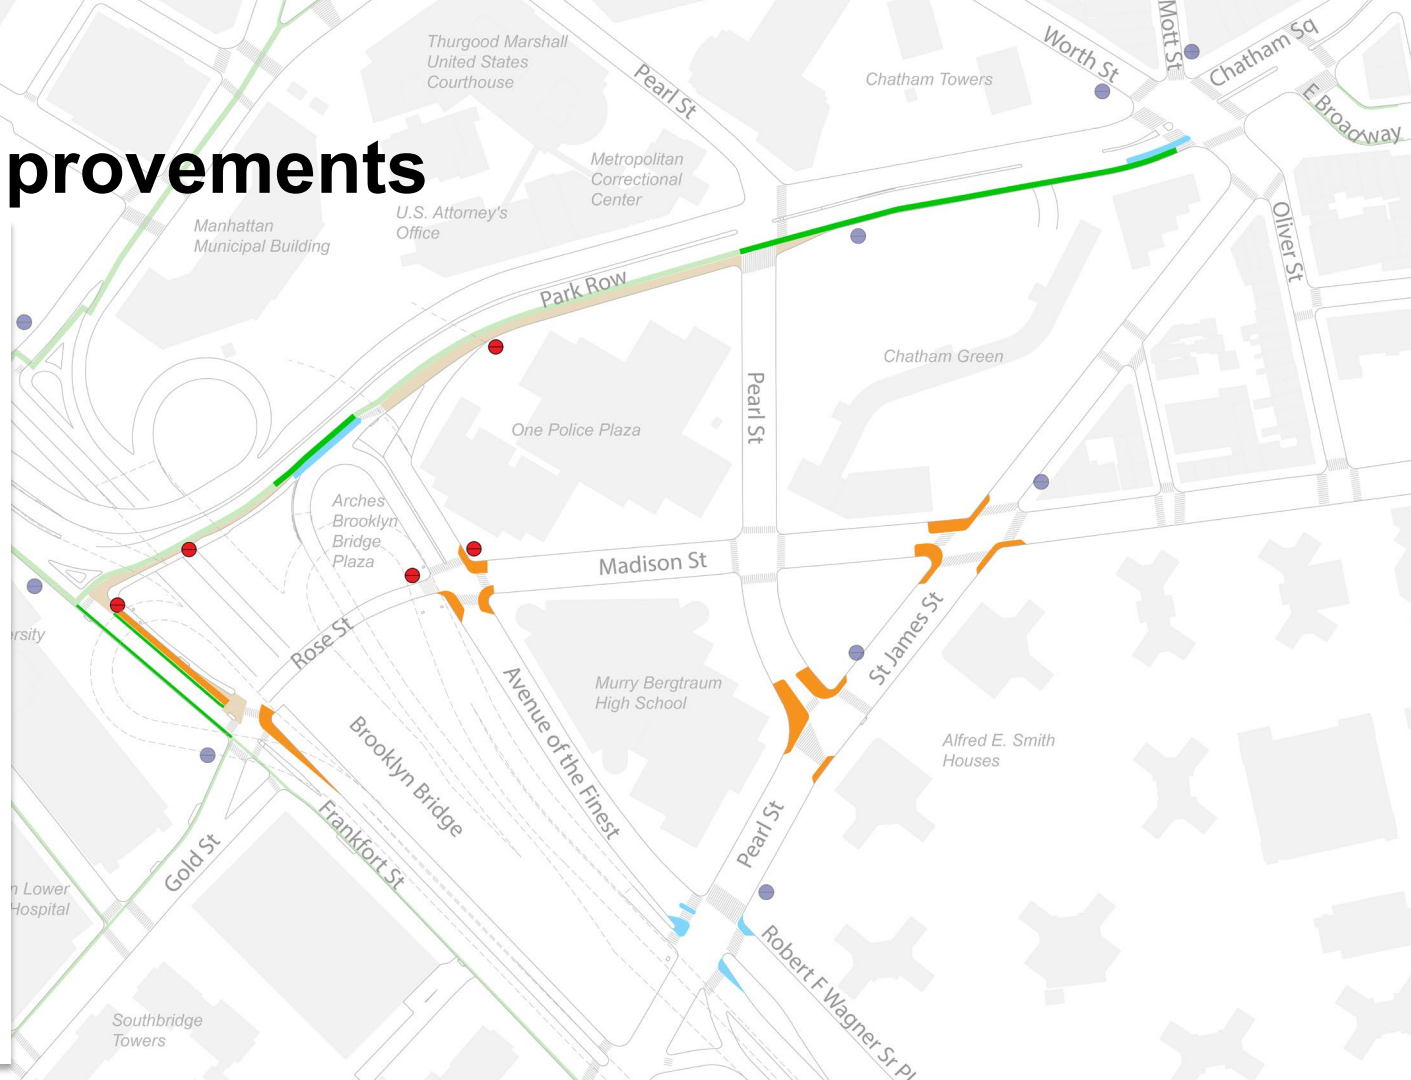 provements
Thurgood Marshall
United States
Courthouse
Pearl St
Chatham Towers
Worth St
Mott St
Chatham Sq
E Broadway
Metropolitan
Correctional
Center
U.S. Attorney's
Office
Manhattan
Municipal Building
Oliver St
Park Row
Chatham Green
Pearl St
One Police Plaza
Arches
Brooklyn
Bridge
Plaza
Madison St
rsity
Rose St
St James St
Murry Bergtraum
High School
Avenue of the Finest
Brooklyn Bridge
Alfred E. Smith
Houses
Pearl St
Frankfort St
Gold St
n Lower
Hospital
Robert F Wagner Sr Pl
Southbridge
Towers